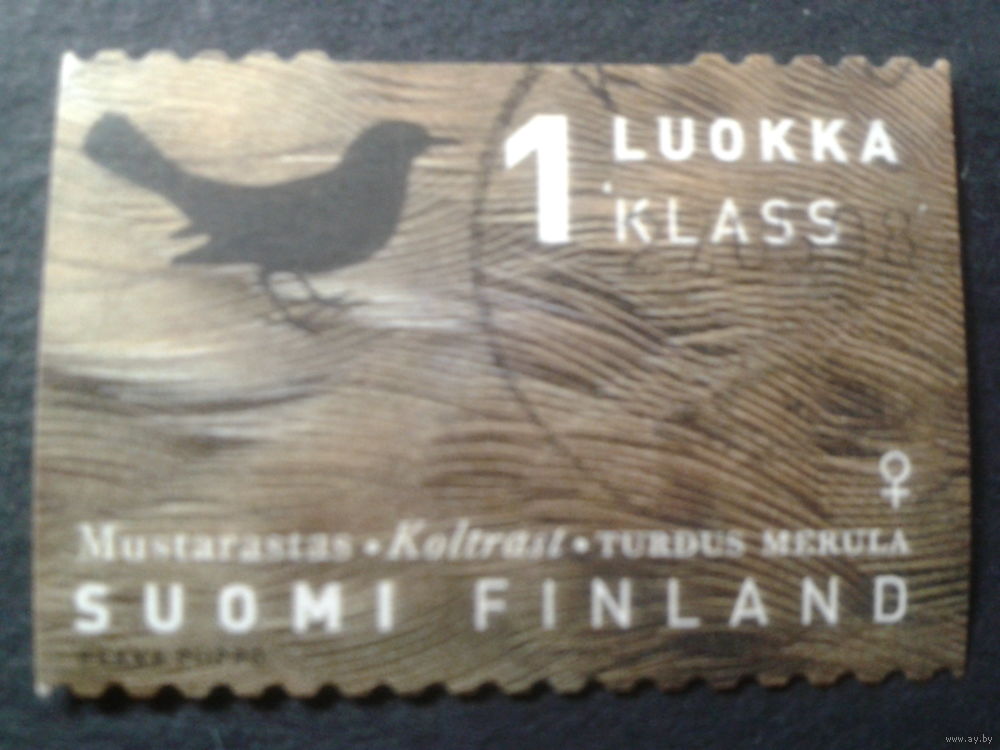 1 LUOKKA
KLASS
♀
Mustarastas • Koltrast • TURDUS MERULA
SUOMI FINLAND
www.ay.by